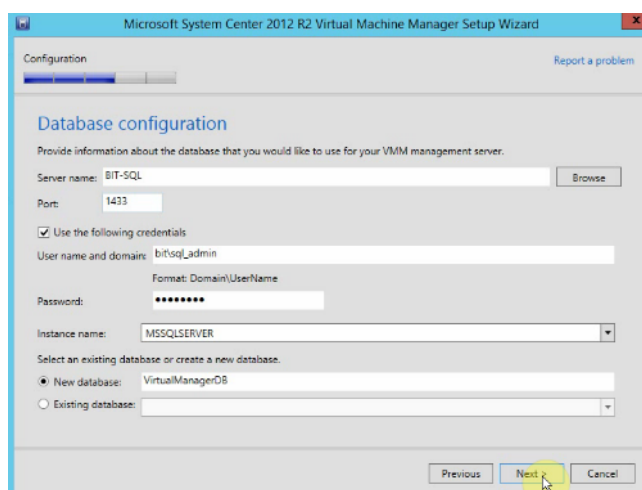 Microsoft System Center 2012 R2 Virtual Machine Manager Setup Wizard
x
Configuration
Report a problem
Database configuration
Provide information about the database that you would like to use for your VMM management server.
Server name: BIT-SQL Browse
Port: 1433
Use the following credentials
User name and domain: bit\sql_admin
Format: Domain\UserName
Password: ••••••••
Instance name: MSSQLSERVER
Select an existing database or create a new database.
New database: VirtualManagerDB
Existing database:
Previous Next > Cancel